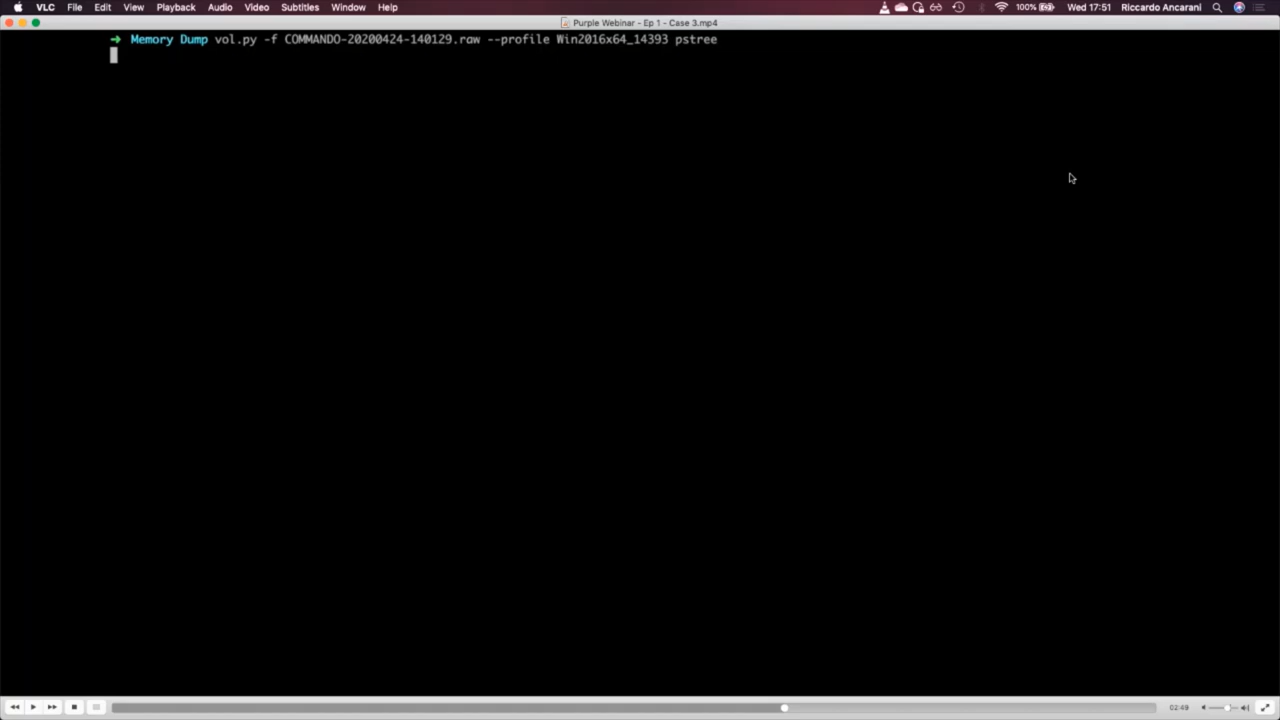 VLC File Edit View Playback Audio Video Subtitles Window Help 100% Wed 17:51 Riccardo Ancarani
Purple Webinar - Ep 1 - Case 3.mp4
➜ Memory Dump vol.py -f COMMANDO-20200424-140129.raw --profile Win2016x64_14393 pstree
02:49